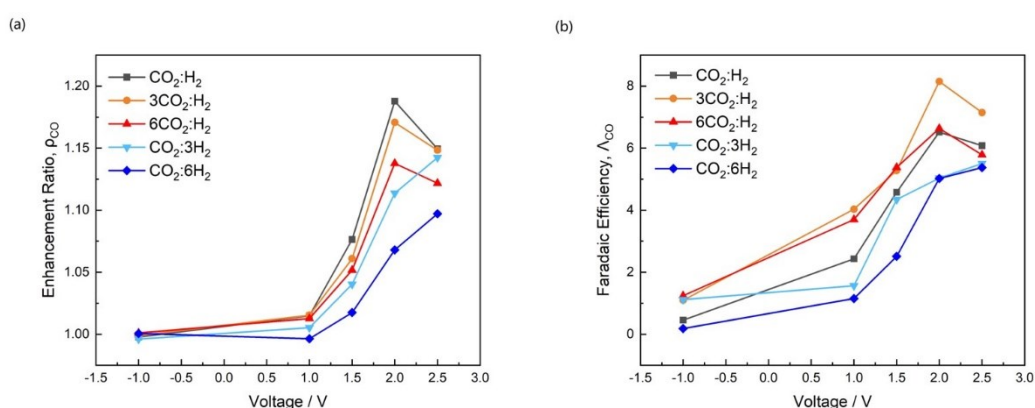 (a)
1.20
1.15
1.10
1.05
1.00
Enhancement Ratio, ρCO
CO₂:H₂
3CO₂:H₂
6CO₂:H₂
CO₂:3H₂
CO₂:6H₂
-1.5 -1.0 -0.5 0.0 0.5 1.0 1.5 2.0 2.5 3.0
Voltage / V
(b)
8
6
4
2
0
Faradaic Efficiency, ΛCO
CO₂:H₂
3CO₂:H₂
6CO₂:H₂
CO₂:3H₂
CO₂:6H₂
-1.5 -1.0 -0.5 0.0 0.5 1.0 1.5 2.0 2.5 3.0
Voltage / V